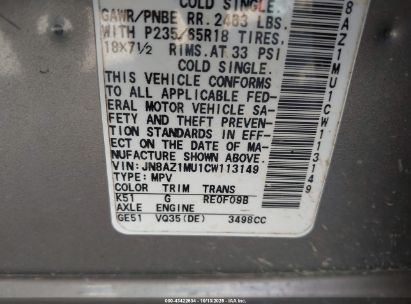 COLD SINGLE.
GAWR/PNBE RR. 2403 LBS.
WITH P235/65R18 TIRES,
18X7½ RIMS, AT 33 PSI
COLD SINGLE.
THIS VEHICLE CONFORMS
TO ALL APPLICABLE FED-
ERAL MOTOR VEHICLE SA-
FETY AND THEFT PREVEN-
TION STANDARDS IN EFF-
ECT ON THE DATE OF MA-
NUFACTURE SHOWN ABOVE.
VIN: JN8AZ1MU1CW113149
TYPE: MPV
COLOR TRIM TRANS
K51 G RE0F09B
AXLE ENGINE
GE51 VQ35(DE) 3498CC
8AZ1MU1CW113149